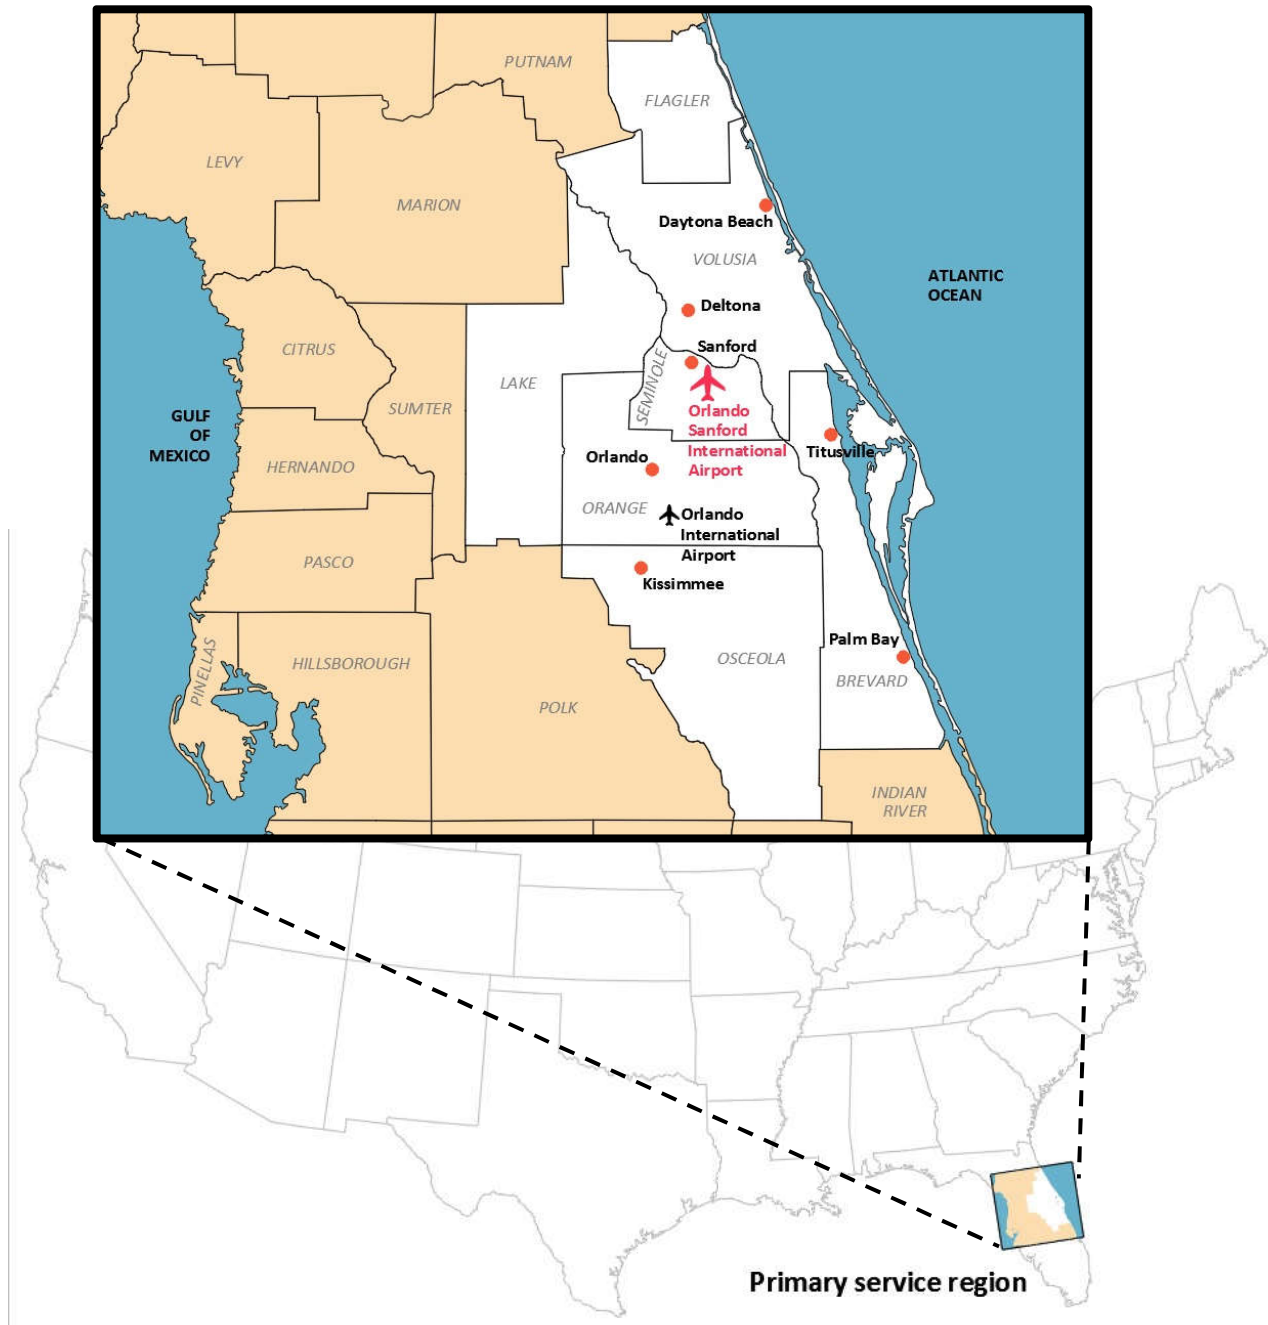 PUTNAM
FLAGLER
LEVY
MARION
Daytona Beach
VOLUSIA
ATLANTIC
OCEAN
Deltona
Sanford
CITRUS
LAKE
SEMINOLE
SUMTER
GULF
OF
MEXICO
Orlando
Sanford
International
Airport
Titusville
Orlando
HERNANDO
ORANGE
Orlando
International
Airport
PASCO
Kissimmee
Palm Bay
PINELLAS
HILLSBOROUGH
OSCEOLA
BREVARD
POLK
INDIAN
RIVER
Primary service region